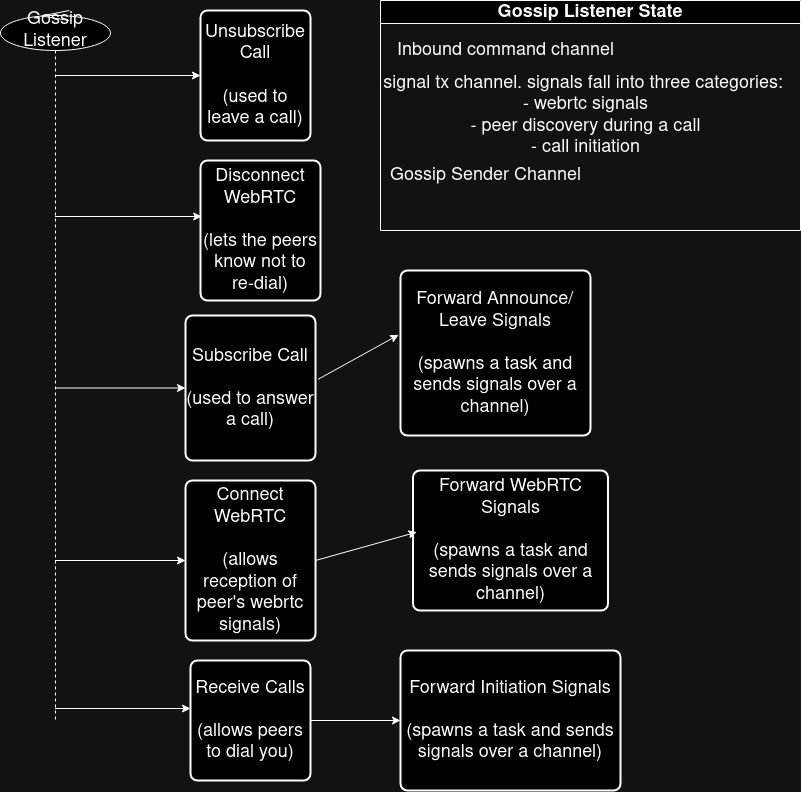 Gossip
Listener
Unsubscribe
Call
(used to
leave a call)
Disconnect
WebRTC
(lets the peers
know not to
re-dial)
Subscribe Call
(used to answer
a call)
Connect
WebRTC
(allows
reception of
peer's webrtc
signals)
Receive Calls
(allows peers
to dial you)
Gossip Listener State
Inbound command channel
signal tx channel. signals fall into three categories:
- webrtc signals
- peer discovery during a call
- call initiation
Gossip Sender Channel
Forward Announce/
Leave Signals
(spawns a task and
sends signals over a
channel)
Forward WebRTC
Signals
(spawns a task and
sends signals over a
channel)
Forward Initiation Signals
(spawns a task and sends
signals over a channel)